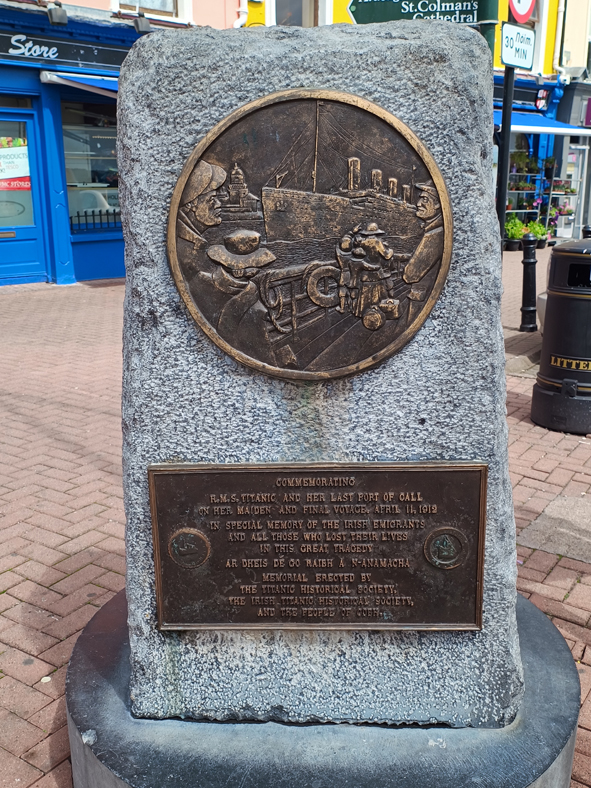 Store
St.Colman's
Cathedral
30 nóim.
MIN
LITTER
COMMEMORATING
R.M.S. TITANIC AND HER LAST PORT OF CALL
ON HER MAIDEN AND FINAL VOYAGE, APRIL 11, 1912
IN SPECIAL MEMORY OF THE IRISH EMIGRANTS
AND ALL THOSE WHO LOST THEIR LIVES
IN THIS GREAT TRAGEDY
AR DHEIS DÉ GO RAIBH A N-ANAMACHA
MEMORIAL ERECTED BY
THE TITANIC HISTORICAL SOCIETY,
THE IRISH TITANIC HISTORICAL SOCIETY,
AND THE PEOPLE OF COBH.